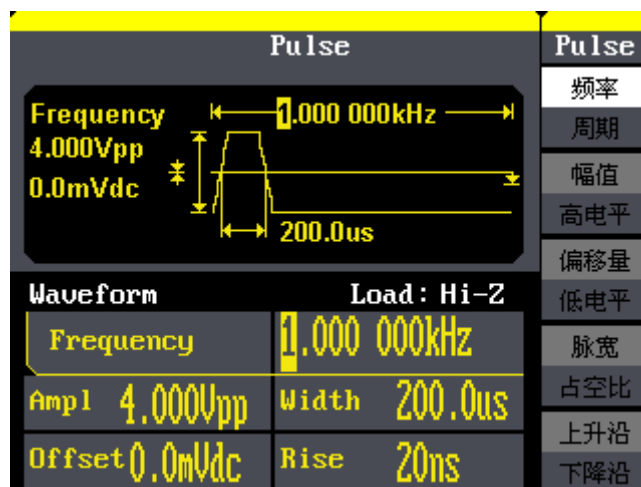 Pulse
Frequency
1.000 000kHz
4.000Vpp
0.0mVdc
200.0us
Waveform
Load: Hi-Z
Frequency
1.000 000kHz
Ampl 4.000Vpp
Width 200.0us
Offset 0.0mVdc
Rise 20ns
Pulse
频率
周期
幅值
高电平
偏移量
低电平
脉宽
占空比
上升沿
下降沿